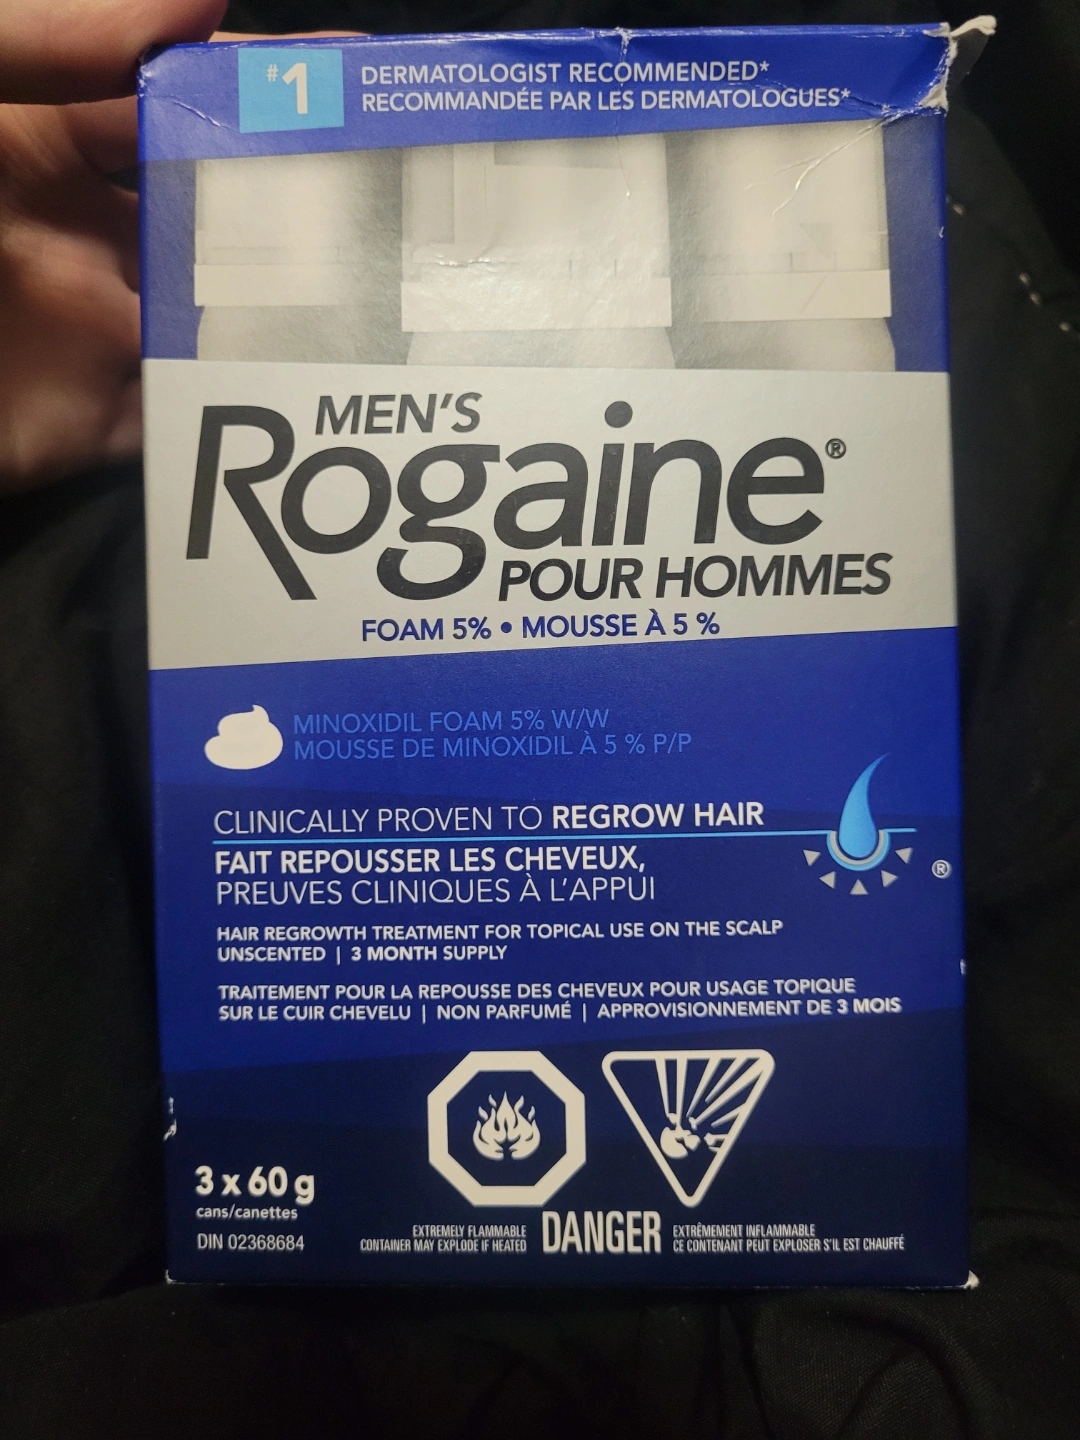 #1
DERMATOLOGIST RECOMMENDED*
RECOMMANDÉE PAR LES DERMATOLOGUES*
MEN'S
Rogaine®
POUR HOMMES
FOAM 5% • MOUSSE À 5 %
MINOXIDIL FOAM 5% W/W
MOUSSE DE MINOXIDIL À 5 % P/P
CLINICALLY PROVEN TO REGROW HAIR
FAIT REPOUSSER LES CHEVEUX,
PREUVES CLINIQUES À L'APPUI
®
HAIR REGROWTH TREATMENT FOR TOPICAL USE ON THE SCALP
UNSCENTED | 3 MONTH SUPPLY
TRAITEMENT POUR LA REPOUSSE DES CHEVEUX POUR USAGE TOPIQUE
SUR LE CUIR CHEVELU | NON PARFUMÉ | APPROVISIONNEMENT DE 3 MOIS
3 x 60 g
cans/canettes
DIN 02368684
EXTREMELY FLAMMABLE
CONTAINER MAY EXPLODE IF HEATED
DANGER
EXTRÊMEMENT INFLAMMABLE
CE CONTENANT PEUT EXPLOSER S'IL EST CHAUFFÉ